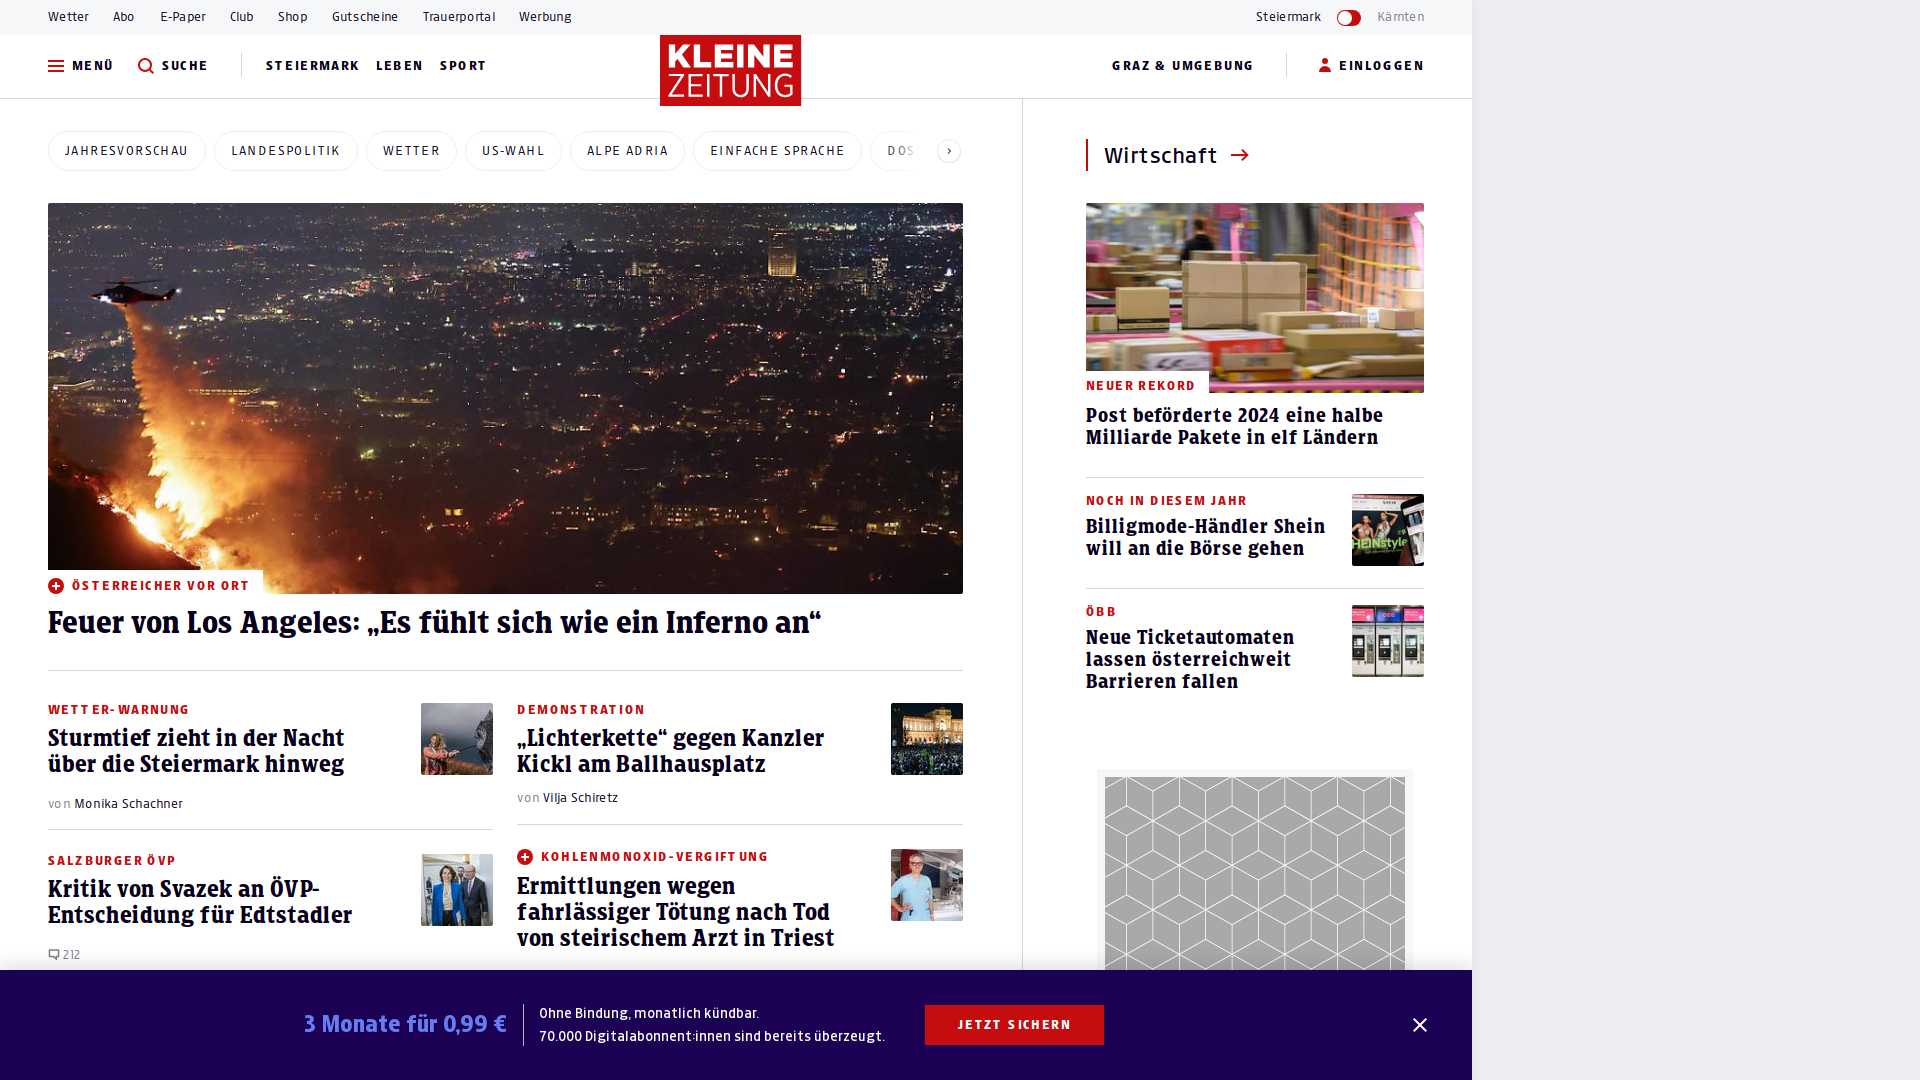 Wetter Abo E-Paper Club Shop Gutscheine Trauerportal Werbung Steiermark Kärnten
MENÜ SUCHE STEIERMARK LEBEN SPORT KLEINE ZEITUNG GRAZ & UMGEBUNG EINLOGGEN
JAHRESVORSCHAU LANDESPOLITIK WETTER US-WAHL ALPE ADRIA EINFACHE SPRACHE DOS
ÖSTERREICHER VOR ORT
Feuer von Los Angeles: „Es fühlt sich wie ein Inferno an“
WETTER-WARNUNG
Sturmtief zieht in der Nacht
über die Steiermark hinweg
von Monika Schachner
SALZBURGER ÖVP
Kritik von Svazek an ÖVP-
Entscheidung für Edtstadler
212
DEMONSTRATION
„Lichterkette“ gegen Kanzler
Kickl am Ballhausplatz
von Vilja Schiretz
KOHLENMONOXID-VERGIFTUNG
Ermittlungen wegen
fahrlässiger Tötung nach Tod
von steirischem Arzt in Triest
Wirtschaft
NEUER REKORD
Post beförderte 2024 eine halbe
Milliarde Pakete in elf Ländern
NOCH IN DIESEM JAHR
Billigmode-Händler Shein
will an die Börse gehen
HEINstyle
ÖBB
Neue Ticketautomaten
lassen österreichweit
Barrieren fallen
3 Monate für 0,99 €
Ohne Bindung, monatlich kündbar.
70.000 Digitalabonnent:innen sind bereits überzeugt.
JETZT SICHERN